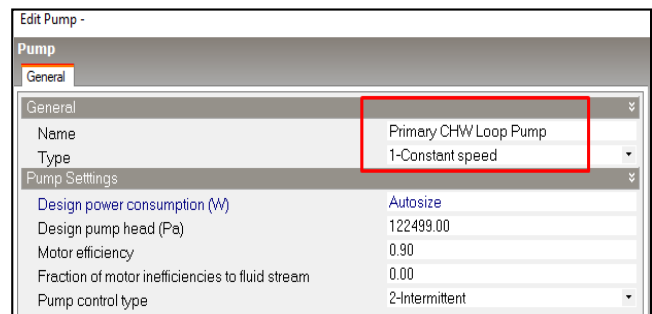 Edit Pump -
Pump
General
General
Name Primary CHW Loop Pump
Type 1-Constant speed
Pump Setttings
Design power consumption (W) Autosize
Design pump head (Pa) 122499.00
Motor efficiency 0.90
Fraction of motor inefficiencies to fluid stream 0.00
Pump control type 2-Intermittent